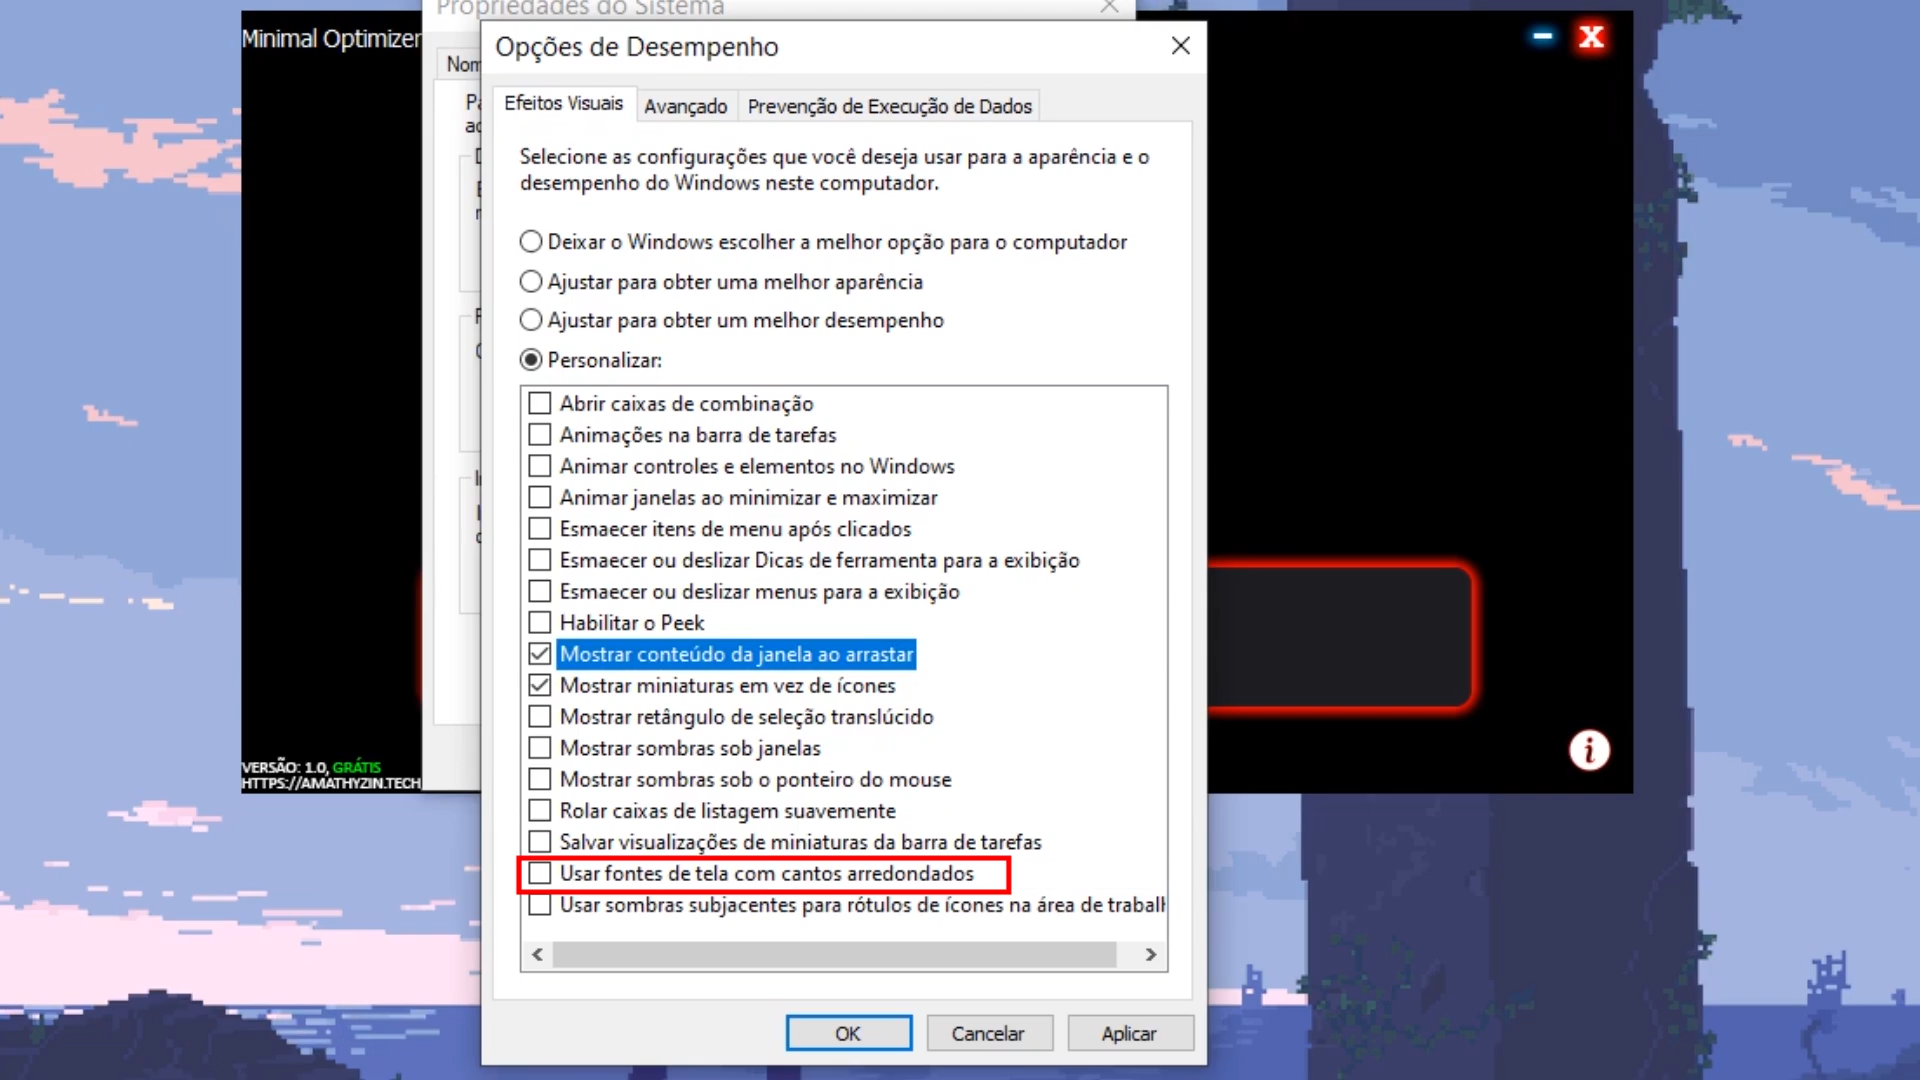 Propriedades do Sistema
Minimal Optimizer
Opções de Desempenho
Efeitos Visuais
Avançado
Prevenção de Execução de Dados
Selecione as configurações que você deseja usar para a aparência e o
desempenho do Windows neste computador.
Deixar o Windows escolher a melhor opção para o computador
Ajustar para obter uma melhor aparência
Ajustar para obter um melhor desempenho
Personalizar:
Abrir caixas de combinação
Animações na barra de tarefas
Animar controles e elementos no Windows
Animar janelas ao minimizar e maximizar
Esmaecer itens de menu após clicados
Esmaecer ou deslizar Dicas de ferramenta para a exibição
Esmaecer ou deslizar menus para a exibição
Habilitar o Peek
Mostrar conteúdo da janela ao arrastar
Mostrar miniaturas em vez de ícones
Mostrar retângulo de seleção translúcido
Mostrar sombras sob janelas
Mostrar sombras sob o ponteiro do mouse
Rolar caixas de listagem suavemente
Salvar visualizações de miniaturas da barra de tarefas
Usar fontes de tela com cantos arredondados
Usar sombras subjacentes para rótulos de ícones na área de trabalh
VERSÃO: 1.0, GRÁTIS
HTTPS://AMATHYZIN.TECH
OK
Cancelar
Aplicar